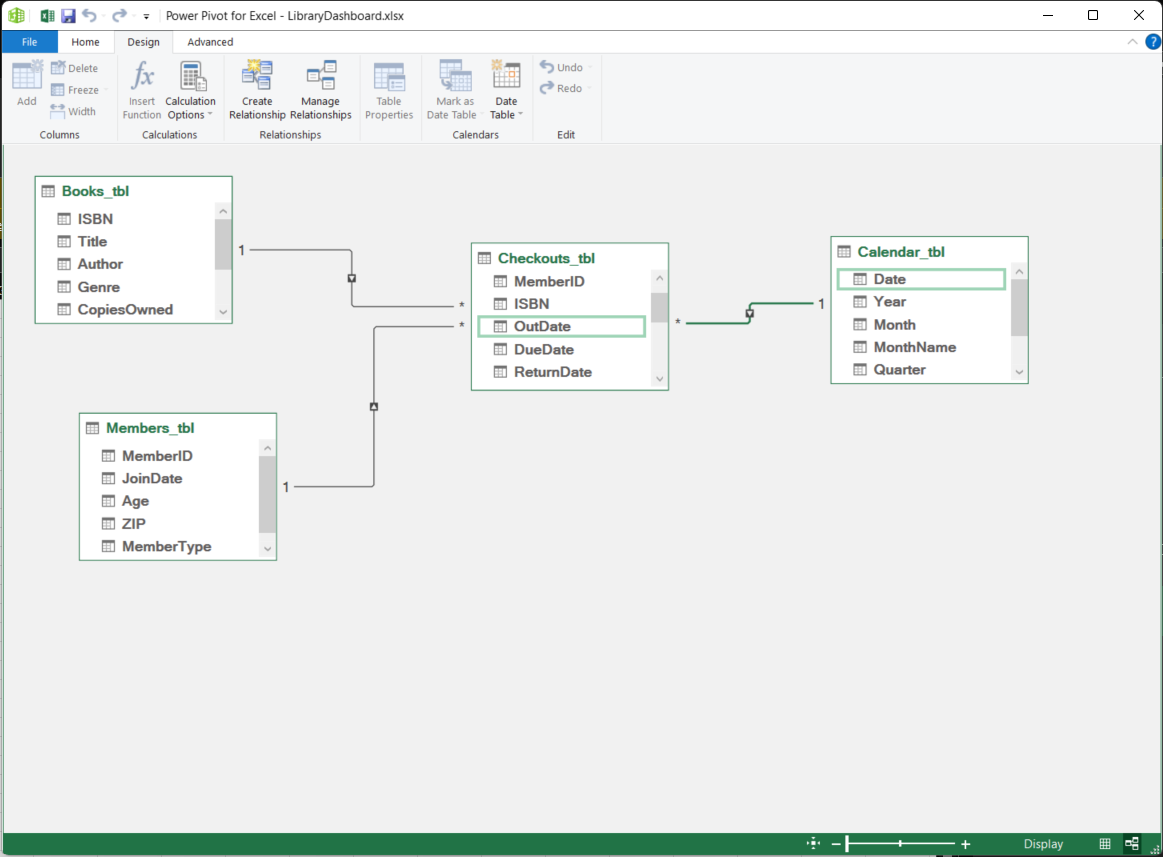 Power Pivot for Excel - LibraryDashboard.xlsx
File Home Design Advanced
?
Add
Delete
Freeze
Width
Columns
fx
Insert Function
Calculation Options
Calculations
Create Relationship
Manage Relationships
Relationships
Table Properties
Mark as Date Table
Date Table
Calendars
Undo
Redo
Edit
Books_tbl
ISBN
Title
Author
Genre
CopiesOwned
1
*
Members_tbl
MemberID
JoinDate
Age
ZIP
MemberType
1
*
Checkouts_tbl
MemberID
ISBN
OutDate
DueDate
ReturnDate
*
1
Calendar_tbl
Date
Year
Month
MonthName
Quarter
Display